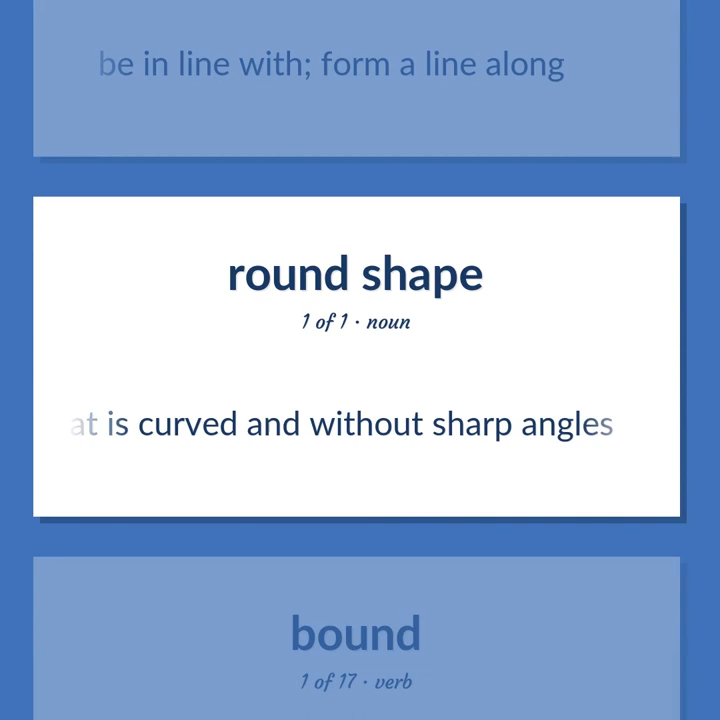 be in line with; form a line along
round shape
1 of 1 · noun
at is curved and without sharp angles
bound
1 of 17 · verb